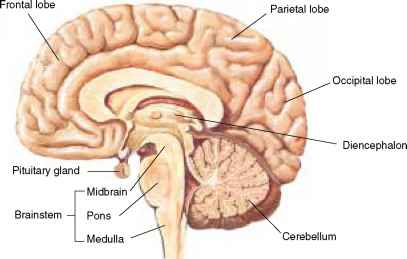 Frontal lobe
Parietal lobe
Occipital lobe
Diencephalon
Pituitary gland
Midbrain
Brainstem
Pons
Medulla
Cerebellum